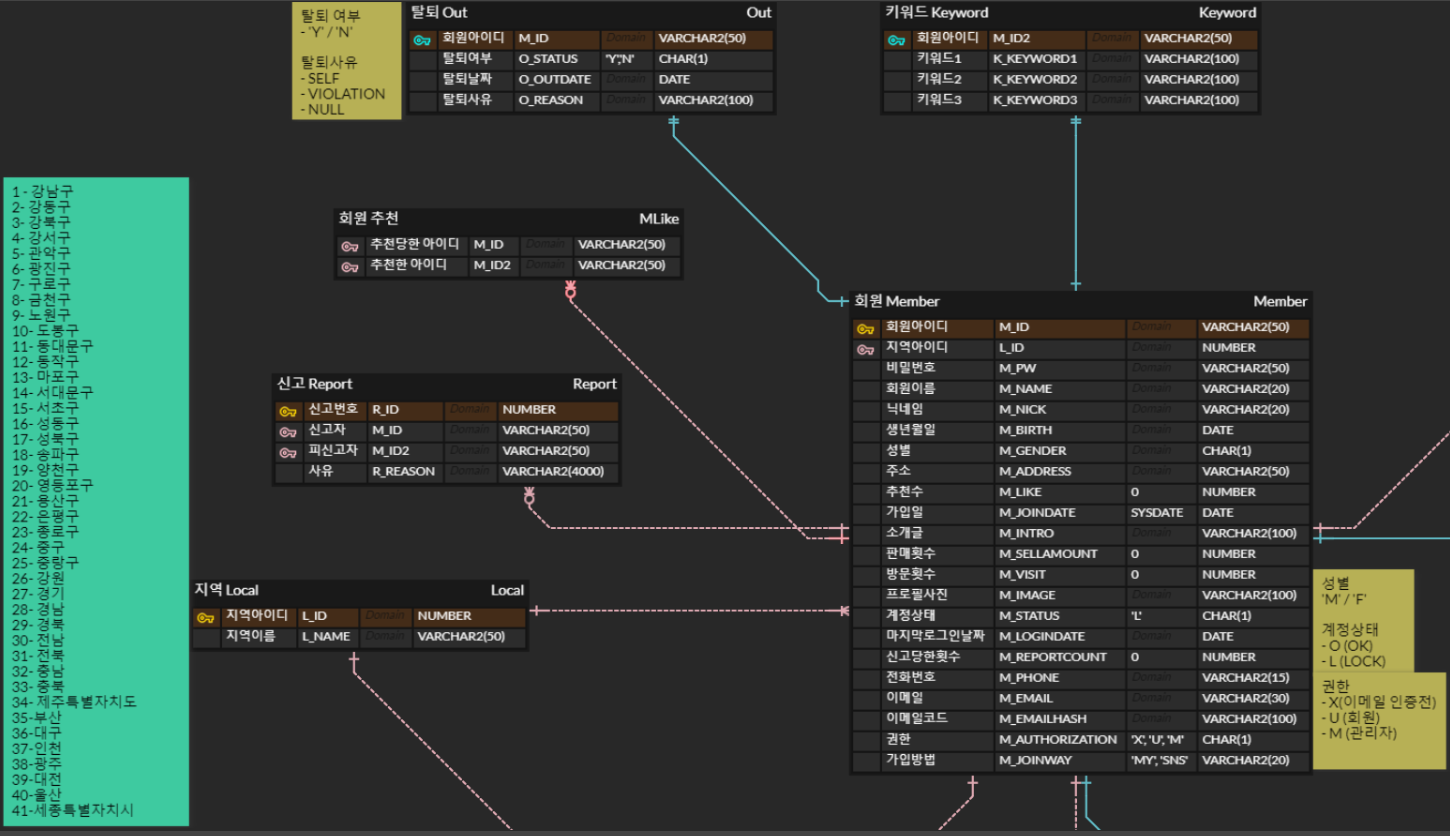 탈퇴 여부
- 'Y' / 'N'
탈퇴사유
- SELF
- VIOLATION
- NULL
탈퇴 Out Out
회원아이디 M_ID Domain VARCHAR2(50)
탈퇴여부 O_STATUS 'Y','N' CHAR(1)
탈퇴날짜 O_OUTDATE Domain DATE
탈퇴사유 O_REASON Domain VARCHAR2(100)
키워드 Keyword Keyword
회원아이디 M_ID2 Domain VARCHAR2(50)
키워드1 K_KEYWORD1 Domain VARCHAR2(100)
키워드2 K_KEYWORD2 Domain VARCHAR2(100)
키워드3 K_KEYWORD3 Domain VARCHAR2(100)
1 - 강남구
2- 강동구
3- 강북구
4- 강서구
5- 관악구
6- 광진구
7- 구로구
8- 금천구
9- 노원구
10- 도봉구
11- 동대문구
12- 동작구
13- 마포구
14- 서대문구
15- 서초구
16- 성동구
17- 성북구
18- 송파구
19- 양천구
20- 영등포구
21- 용산구
22- 은평구
23- 종로구
24- 중구
25- 중랑구
26- 강원
27- 경기
28- 경남
29- 경북
30- 전남
31- 전북
32- 충남
33- 충북
34- 제주특별자치도
35-부산
36-대구
37-인천
38-광주
39-대전
40-울산
41-세종특별자치시
회원 추천 MLike
추천당한 아이디 M_ID Domain VARCHAR2(50)
추천한 아이디 M_ID2 Domain VARCHAR2(50)
신고 Report Report
신고번호 R_ID Domain NUMBER
신고자 M_ID Domain VARCHAR2(50)
피신고자 M_ID2 Domain VARCHAR2(50)
사유 R_REASON Domain VARCHAR2(4000)
지역 Local Local
지역아이디 L_ID Domain NUMBER
지역이름 L_NAME Domain VARCHAR2(50)
회원 Member Member
회원아이디 M_ID Domain VARCHAR2(50)
지역아이디 L_ID Domain NUMBER
비밀번호 M_PW Domain VARCHAR2(50)
회원이름 M_NAME Domain VARCHAR2(20)
닉네임 M_NICK Domain VARCHAR2(20)
생년월일 M_BIRTH Domain DATE
성별 M_GENDER Domain CHAR(1)
주소 M_ADDRESS Domain VARCHAR2(50)
추천수 M_LIKE 0 NUMBER
가입일 M_JOINDATE SYSDATE DATE
소개글 M_INTRO Domain VARCHAR2(100)
판매횟수 M_SELLAMOUNT 0 NUMBER
방문횟수 M_VISIT 0 NUMBER
프로필사진 M_IMAGE Domain VARCHAR2(100)
계정상태 M_STATUS 'L' CHAR(1)
마지막로그인날짜 M_LOGINDATE Domain DATE
신고당한횟수 M_REPORTCOUNT 0 NUMBER
전화번호 M_PHONE Domain VARCHAR2(15)
이메일 M_EMAIL Domain VARCHAR2(30)
이메일코드 M_EMAILHASH Domain VARCHAR2(100)
권한 M_AUTHORIZATION 'X', 'U', 'M' CHAR(1)
가입방법 M_JOINWAY 'MY', 'SNS' VARCHAR2(20)
성별
'M' / 'F'
계정상태
- O (OK)
- L (LOCK)
권한
- X(이메일 인증전)
- U (회원)
- M (관리자)